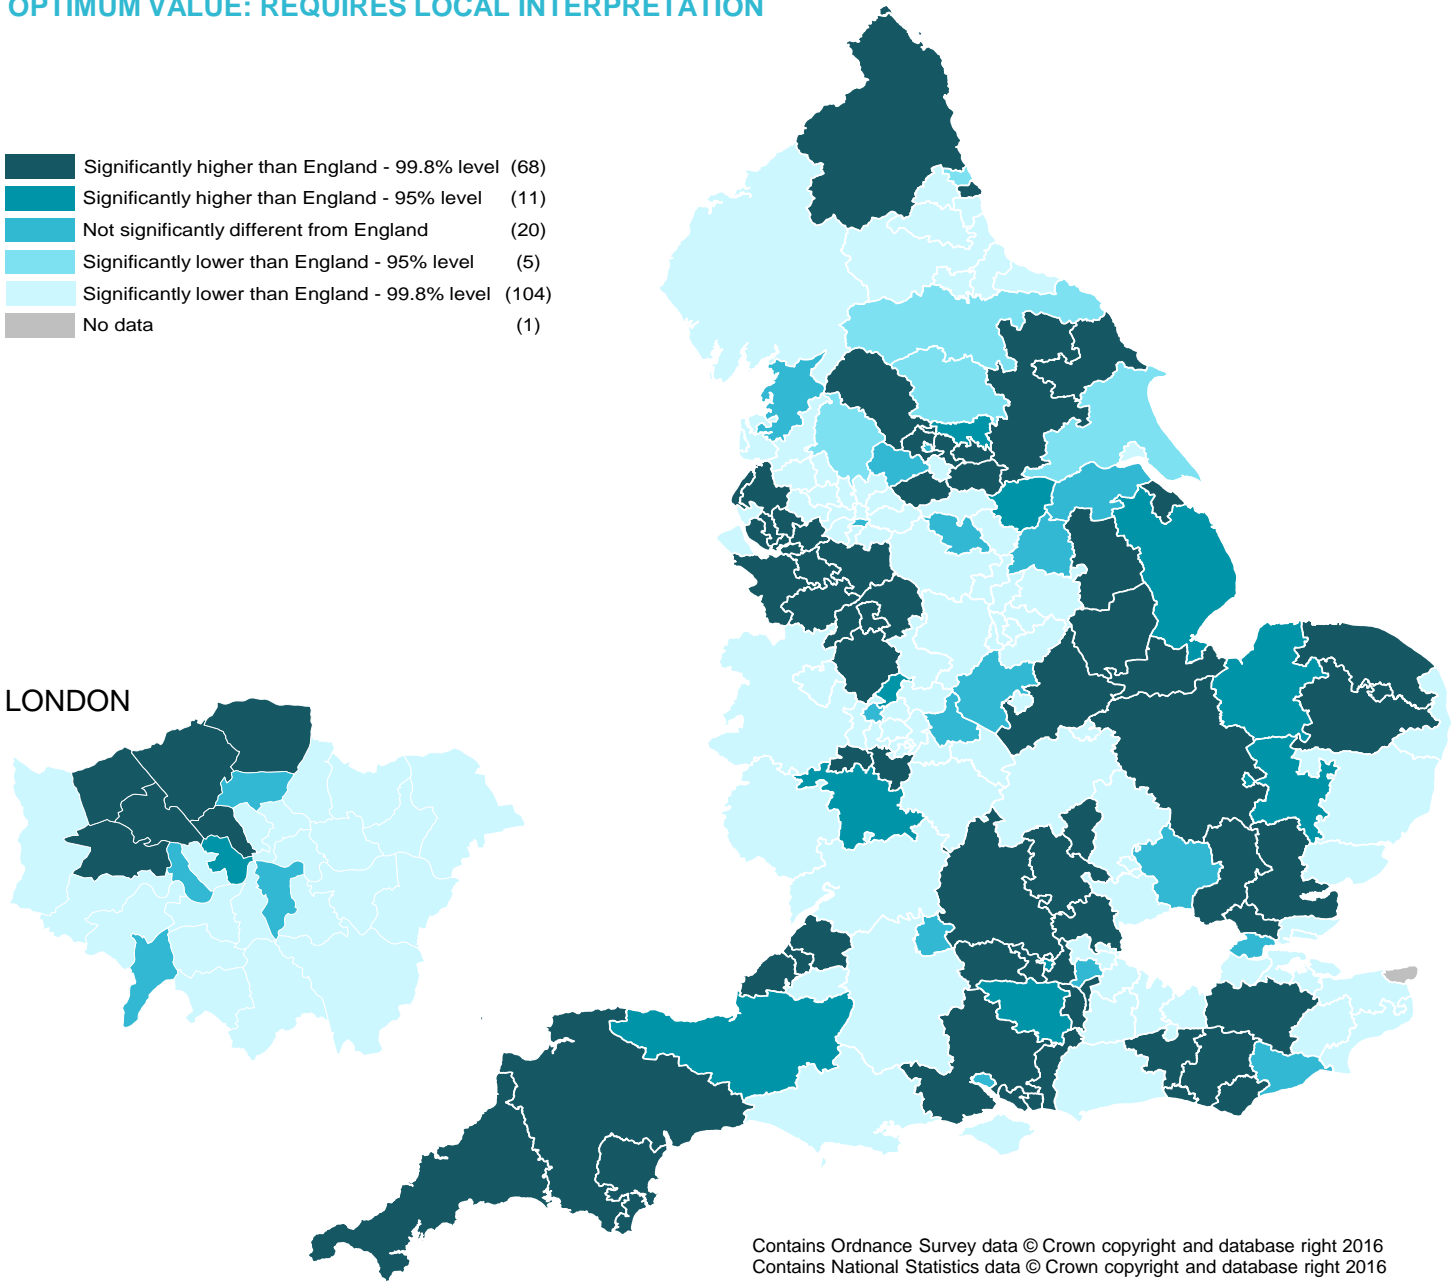 OPTIMUM VALUE: REQUIRES LOCAL INTERPRETATION
Significantly higher than England - 99.8% level (68)
Significantly higher than England - 95% level (11)
Not significantly different from England (20)
Significantly lower than England - 95% level (5)
Significantly lower than England - 99.8% level (104)
No data (1)
LONDON
Contains Ordnance Survey data © Crown copyright and database right 2016
Contains National Statistics data © Crown copyright and database right 2016